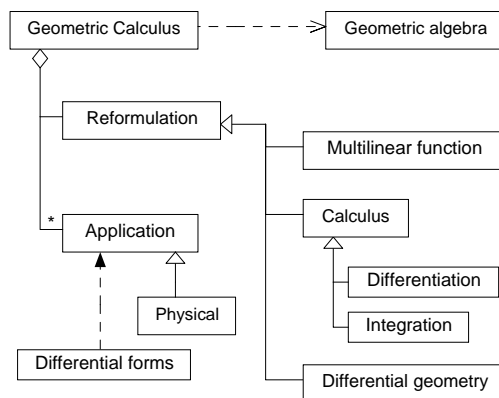 Geometric Calculus
Geometric algebra
Reformulation
Multilinear function
Calculus
*
Application
Differentiation
Physical
Integration
Differential forms
Differential geometry